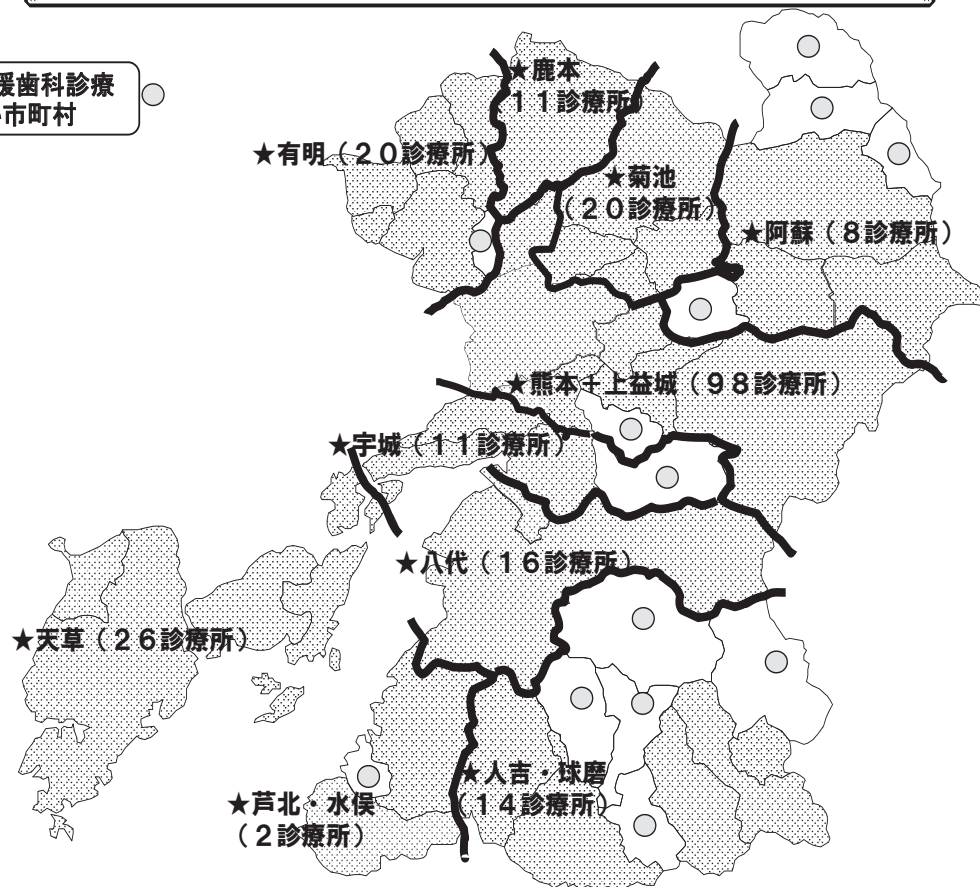 援歯科診療
い市町村
★鹿本
（11診療所）
★有明（20診療所）
★菊池
（20診療所）
★阿蘇（8診療所）
★熊本＋上益城（98診療所）
★宇城（11診療所）
★八代（16診療所）
★天草（26診療所）
★人吉・球磨
（14診療所）
★芦北・水俣
（2診療所）